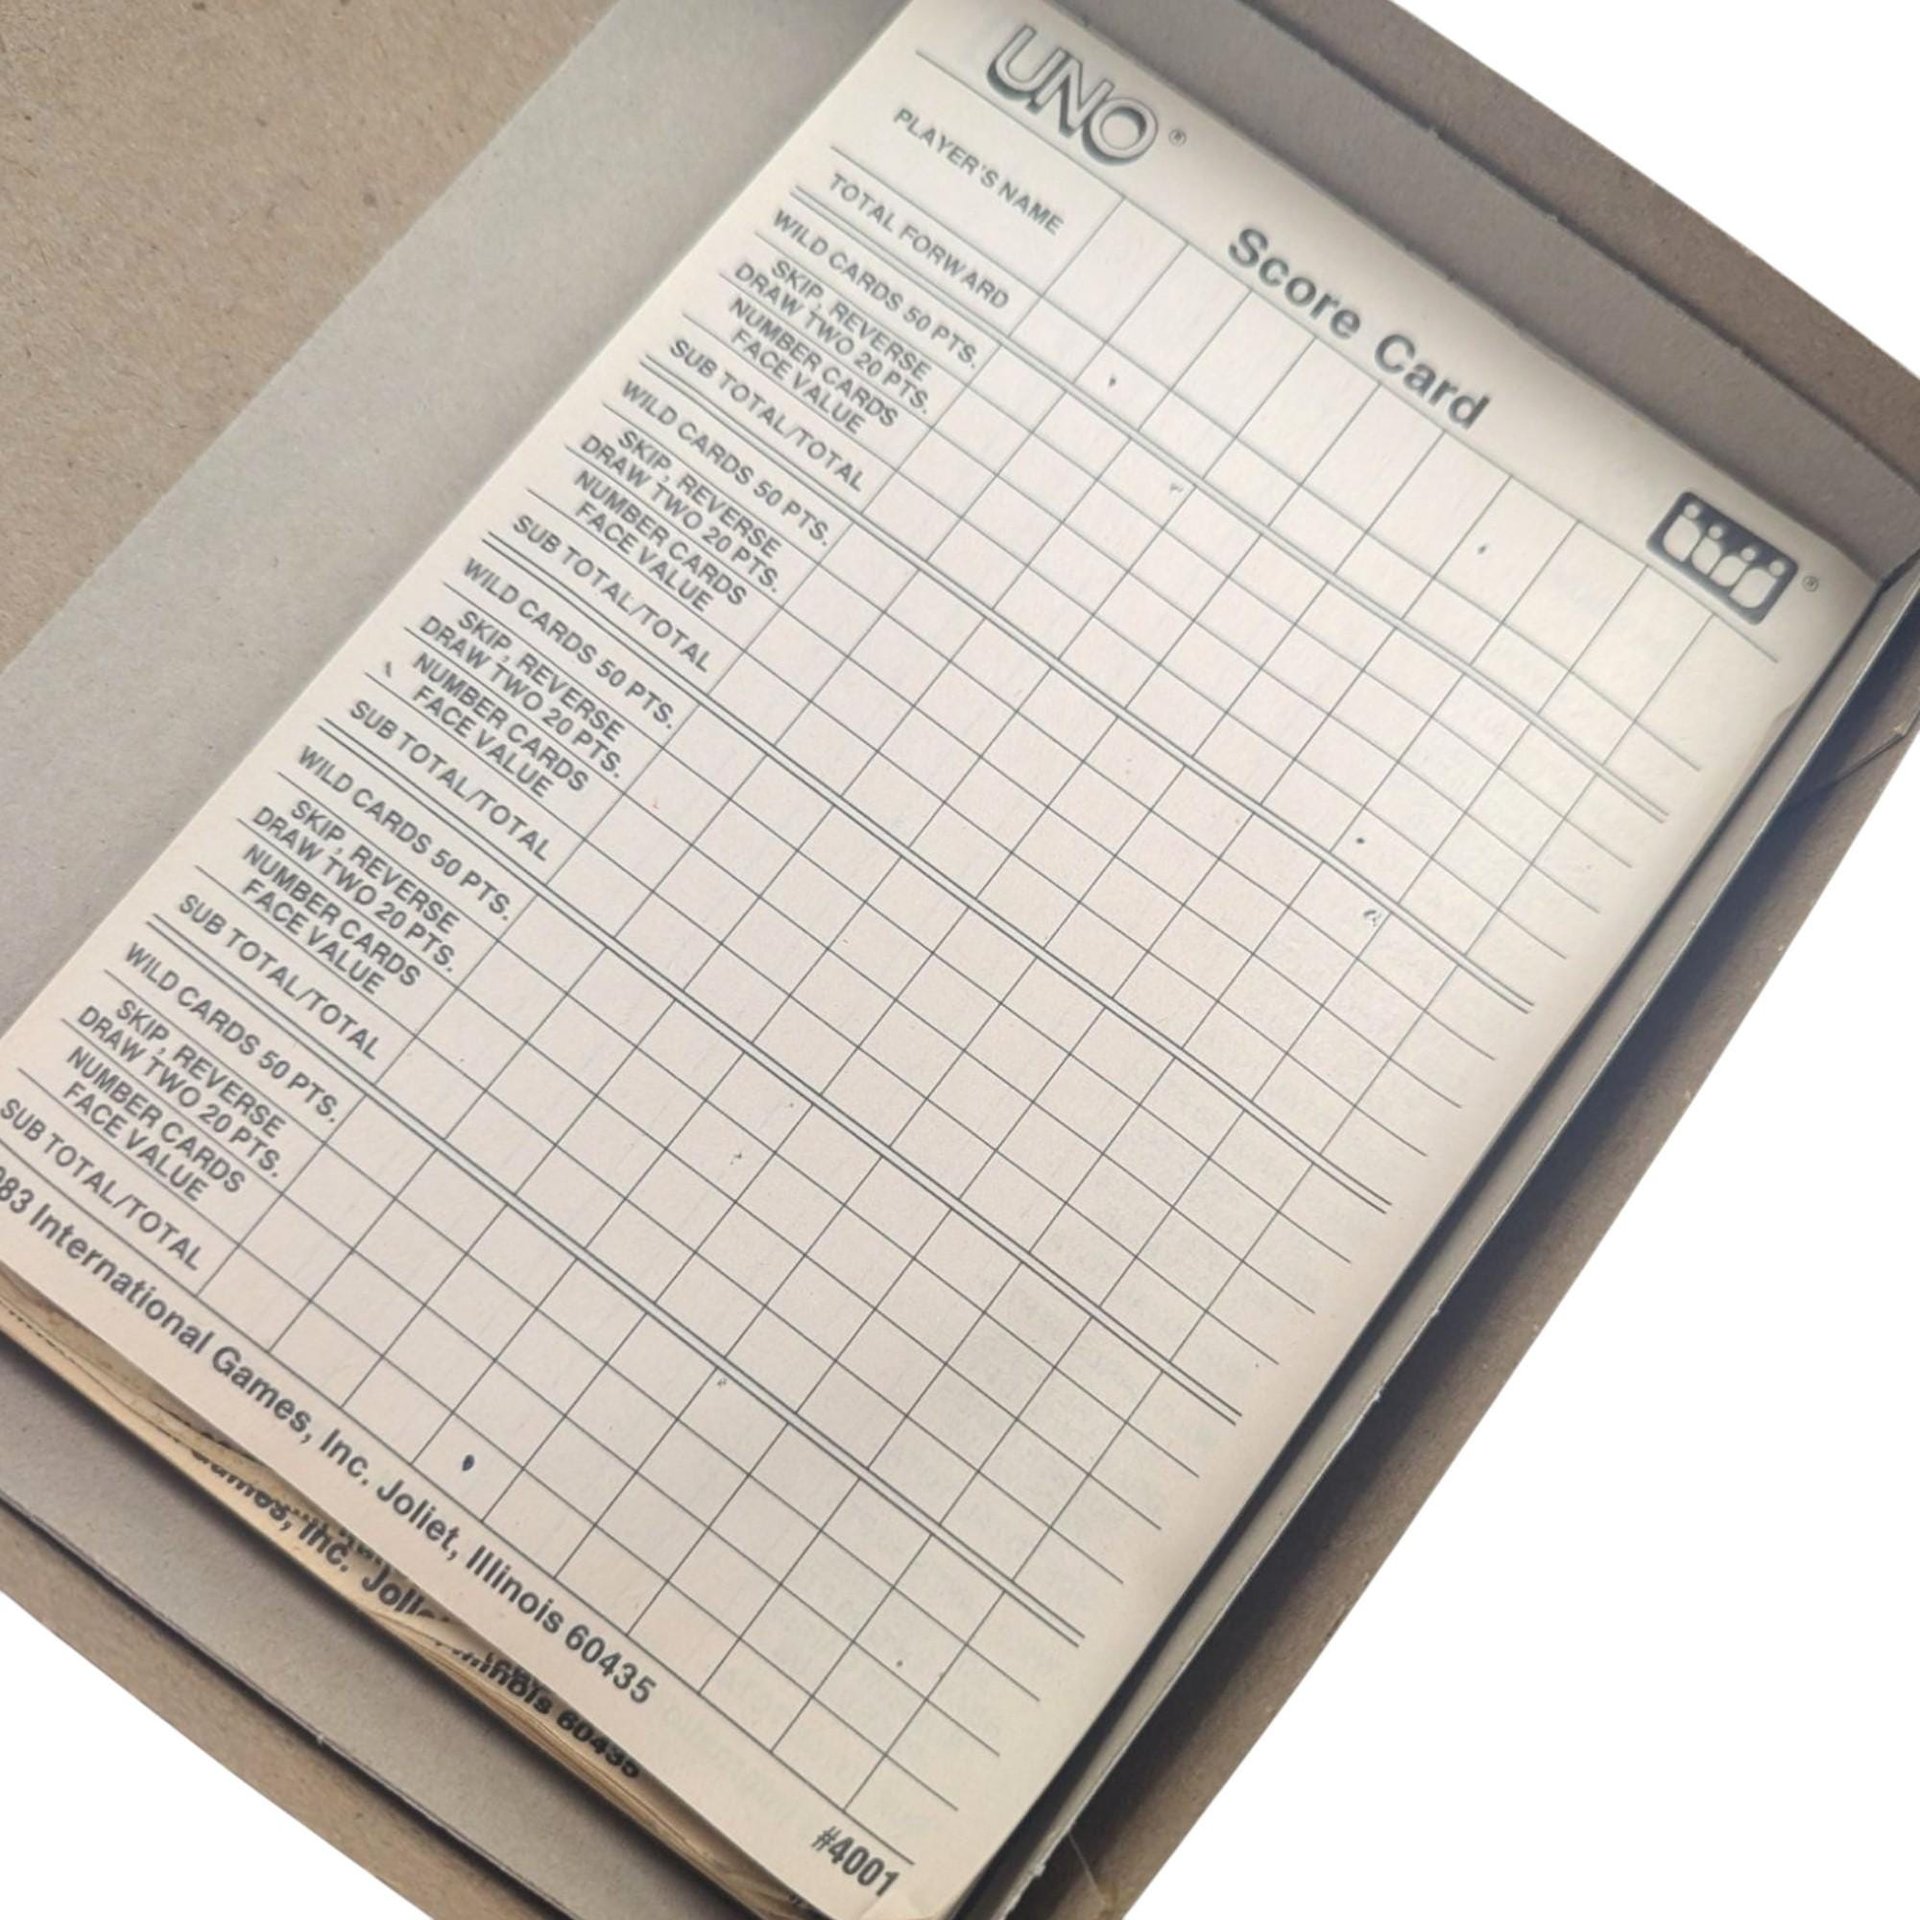 UNO®
Score Card
PLAYER'S NAME
TOTAL FORWARD
WILD CARDS 50 PTS.
SKIP, REVERSE
DRAW TWO 20 PTS.
NUMBER CARDS
FACE VALUE
SUB TOTAL/TOTAL
WILD CARDS 50 PTS.
SKIP, REVERSE
DRAW TWO 20 PTS.
NUMBER CARDS
FACE VALUE
SUB TOTAL/TOTAL
WILD CARDS 50 PTS.
SKIP, REVERSE
DRAW TWO 20 PTS.
NUMBER CARDS
FACE VALUE
SUB TOTAL/TOTAL
WILD CARDS 50 PTS.
SKIP, REVERSE
DRAW TWO 20 PTS.
NUMBER CARDS
FACE VALUE
SUB TOTAL/TOTAL
WILD CARDS 50 PTS.
SKIP, REVERSE
DRAW TWO 20 PTS.
NUMBER CARDS
FACE VALUE
SUB TOTAL/TOTAL
83 International Games, Inc. Joliet, Illinois 60435
#4001
Games, Inc. 60435